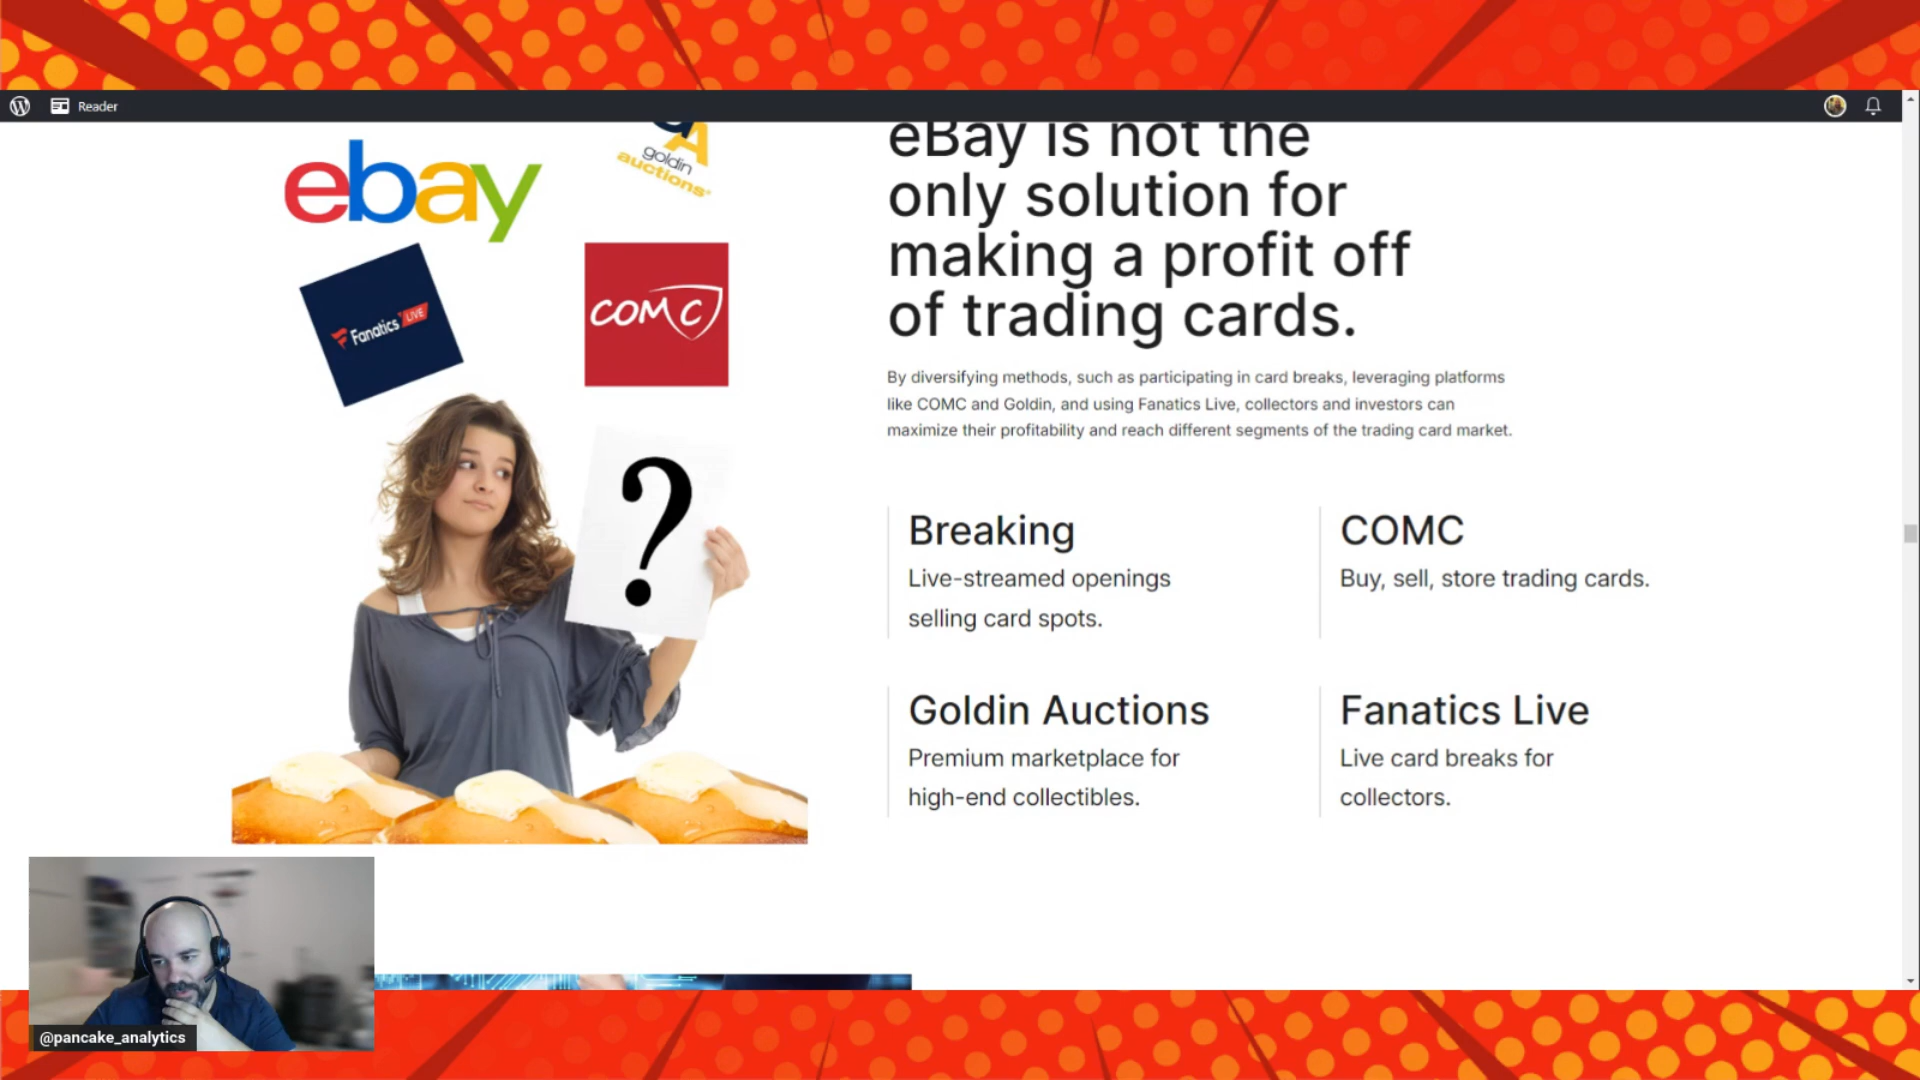 Reader
ebay
goldin
auctions
Fanatics LIVE
COMC
?
eBay is not the
only solution for
making a profit off
of trading cards.
By diversifying methods, such as participating in card breaks, leveraging platforms
like COMC and Goldin, and using Fanatics Live, collectors and investors can
maximize their profitability and reach different segments of the trading card market.
Breaking
Live-streamed openings
selling card spots.
COMC
Buy, sell, store trading cards.
Goldin Auctions
Premium marketplace for
high-end collectibles.
Fanatics Live
Live card breaks for
collectors.
@pancake_analytics